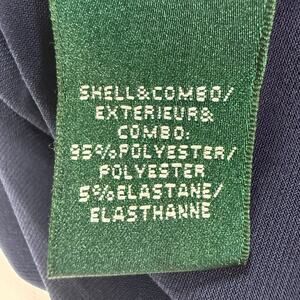 SHELL&COMBO/
EXTERIEUR&
COMBO:
95%POLYESTER/
POLYESTER
5%ELASTANE/
ELASTHANNE